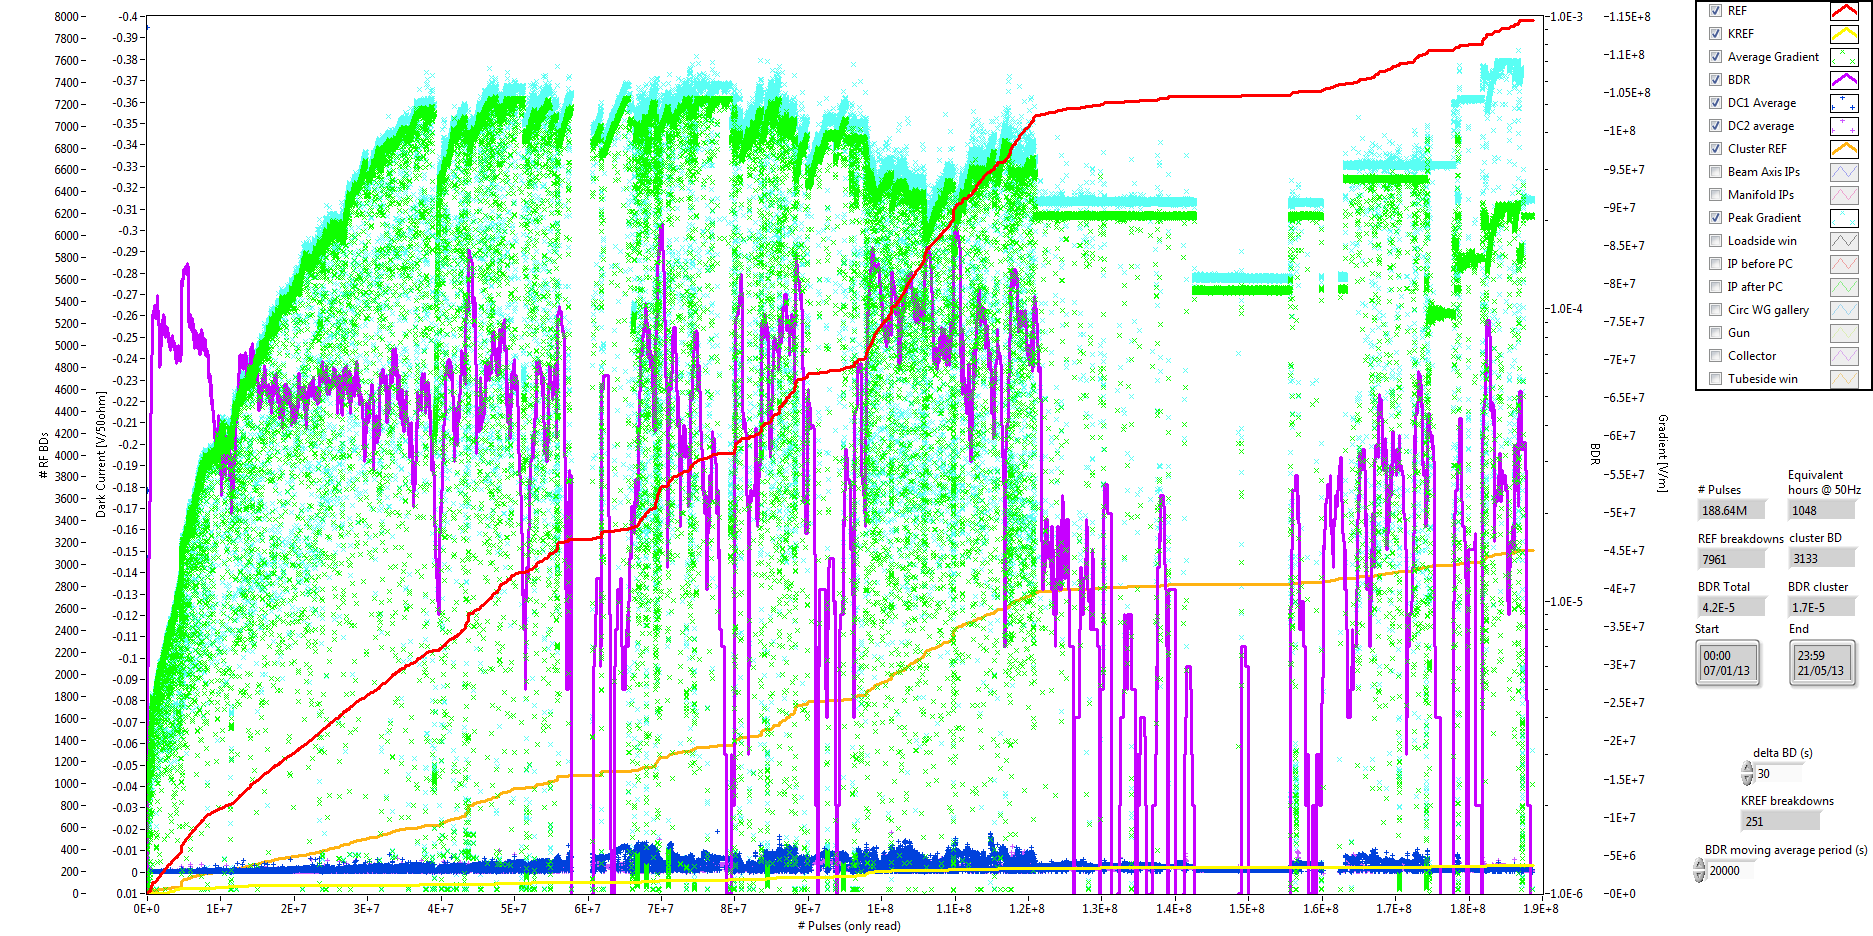 8000
7800
7600
7400
7200
7000
6800
6600
6400
6200
6000
5800
5600
5400
5200
5000
4800
4600
4400
4200
4000
3800
3600
3400
3200
3000
2800
2600
2400
2200
2000
1800
1600
1400
1200
1000
800
600
400
200
0
# RF BDs
-0.4
-0.39
-0.38
-0.37
-0.36
-0.35
-0.34
-0.33
-0.32
-0.31
-0.3
-0.29
-0.28
-0.27
-0.26
-0.25
-0.24
-0.23
-0.22
-0.21
-0.2
-0.19
-0.18
-0.17
-0.16
-0.15
-0.14
-0.13
-0.12
-0.11
-0.1
-0.09
-0.08
-0.07
-0.06
-0.05
-0.04
-0.03
-0.02
-0.01
0
0.01
Dark Current [V/50ohm]
0E+0
1E+7
2E+7
3E+7
4E+7
5E+7
6E+7
7E+7
8E+7
9E+7
1E+8
1.1E+8
1.2E+8
1.3E+8
1.4E+8
1.5E+8
1.6E+8
1.7E+8
1.8E+8
1.9E+8
# Pulses (only read)
1.0E-3
1.0E-4
1.0E-5
1.0E-6
BDR
1.15E+8
1.1E+8
1.05E+8
1E+8
9.5E+7
9E+7
8.5E+7
8E+7
7.5E+7
7E+7
6.5E+7
6E+7
5.5E+7
5E+7
4.5E+7
4E+7
3.5E+7
3E+7
2.5E+7
2E+7
1.5E+7
1E+7
5E+6
0E+0
Gradient [V/m]
REF
KREF
Average Gradient
BDR
DC1 Average
DC2 average
Cluster REF
Beam Axis IPs
Manifold IPs
Peak Gradient
Loadside win
IP before PC
IP after PC
Circ WG gallery
Gun
Collector
Tubeside win
# Pulses
188.64M
Equivalent
hours @ 50Hz
1048
REF breakdowns
7961
cluster BD
3133
BDR Total
4.2E-5
BDR cluster
1.7E-5
Start
00:00
07/01/13
End
23:59
21/05/13
delta BD (s)
30
KREF breakdowns
251
BDR moving average period (s)
20000